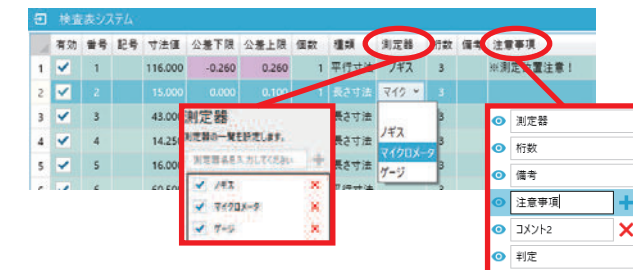 検査表システム
有効 番号 記号 寸法値 公差下限 公差上限 個数 種類 測定器 桁数 備考 注意事項
1 1 116.000 -0.260 0.260 1 平行寸法 ノギス 3 ※測定位置注意！
2 2 15.000 0.000 0.100 1 長さ寸法 マイク 3
3 3 43.00 長さ寸法 3
4 4 14.25 長さ寸法
5 5 16.00 長さ寸法
6 6
測定器
測定器の一覧を設定します。
測定器名を入力してください
ノギス
マイクロメータ
ゲージ
ノギス
マイクロメータ
ゲージ
測定器
桁数
備考
注意事項
コメント2
判定